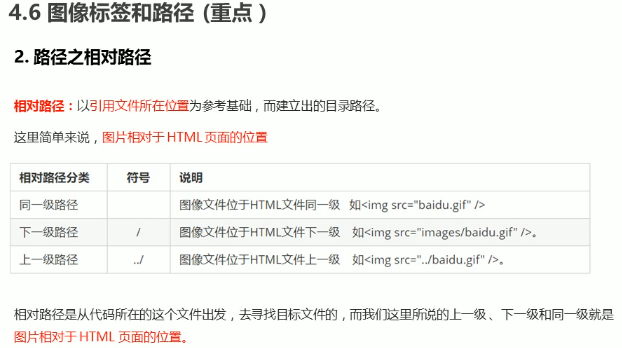 4.6 图像标签和路径 (重点)
2. 路径之相对路径
相对路径：以引用文件所在位置为参考基础，而建立出的目录路径。
这里简单来说，图片相对于 HTML 页面的位置
相对路径分类 符号 说明
同一级路径 图像文件位于HTML文件同一级 如<img src="baidu.gif" />
下一级路径 / 图像文件位于HTML文件下一级 如<img src="images/baidu.gif" />。
上一级路径 ../ 图像文件位于HTML文件上一级 如<img src="../baidu.gif" />。
相对路径是从代码所在的这个文件出发，去寻找目标文件的，而我们这里所说的上一级 、下一级和同一级就是
图片相对于 HTML 页面的位置。